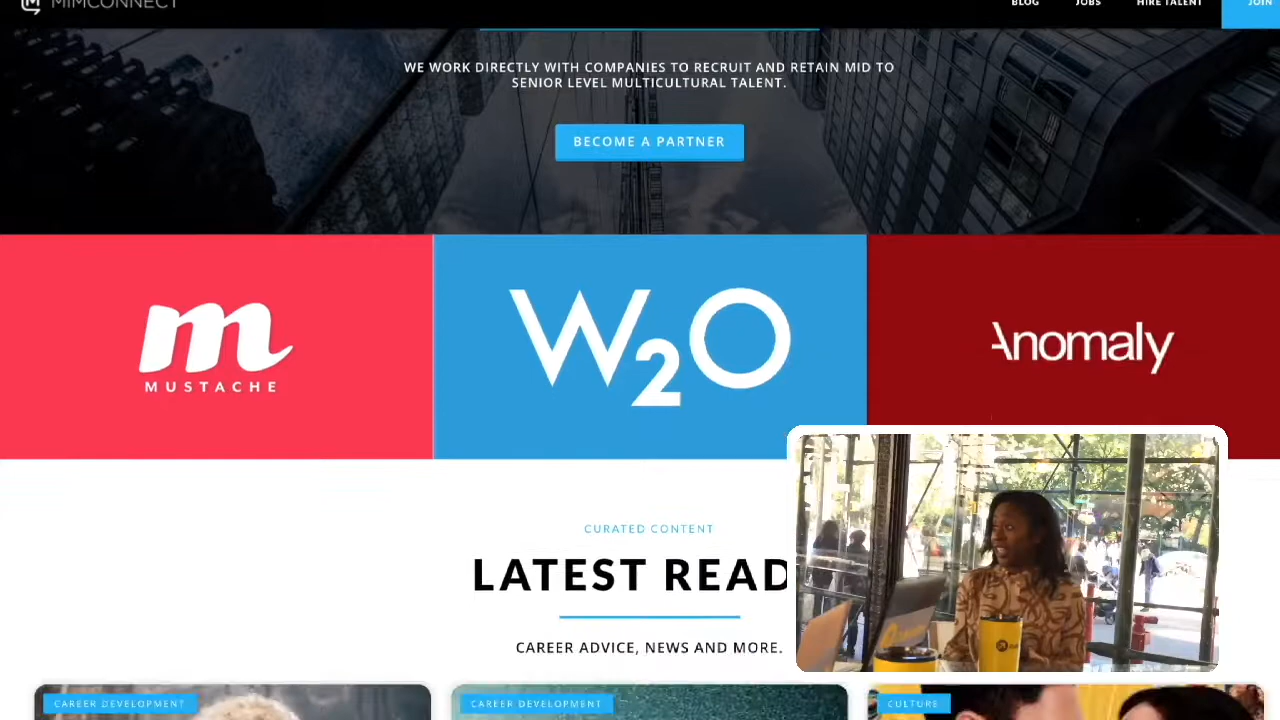 MIMCONNECT
BLOG JOBS HIRE TALENT JOIN
WE WORK DIRECTLY WITH COMPANIES TO RECRUIT AND RETAIN MID TO
SENIOR LEVEL MULTICULTURAL TALENT.
BECOME A PARTNER
m
MUSTACHE
W2O
Anomaly
CURATED CONTENT
LATEST READ
CAREER ADVICE, NEWS AND MORE.
CAREER DEVELOPMENT
CAREER DEVELOPMENT
CULTURE